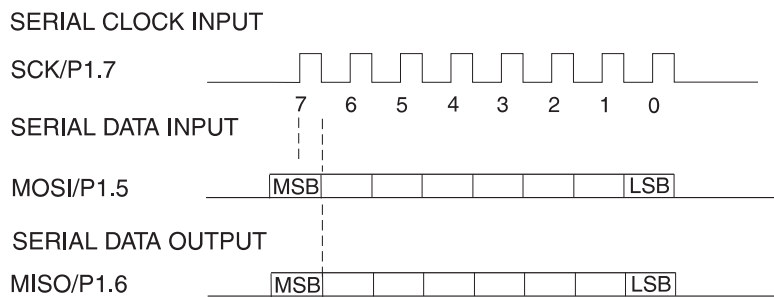 SERIAL CLOCK INPUT
SCK/P1.7
7 6 5 4 3 2 1 0
SERIAL DATA INPUT
MOSI/P1.5 MSB LSB
SERIAL DATA OUTPUT
MISO/P1.6 MSB LSB